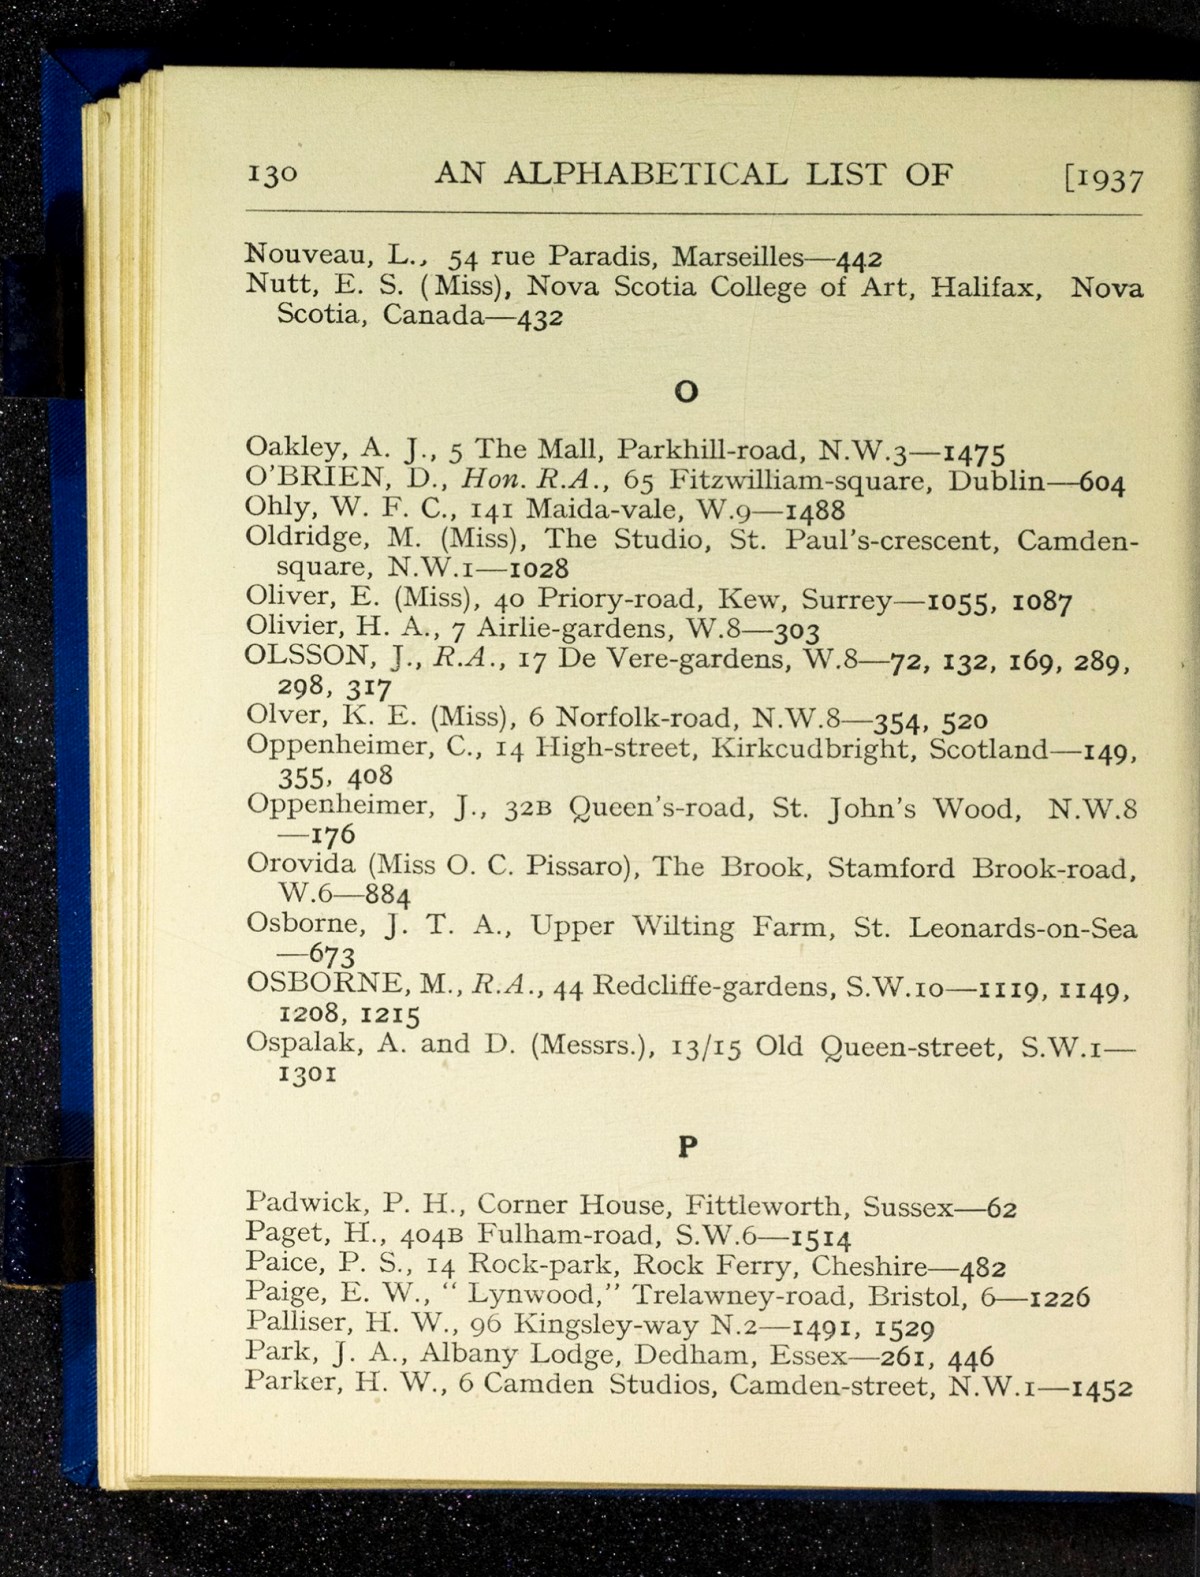 130 AN ALPHABETICAL LIST OF [1937
Nouveau, L., 54 rue Paradis, Marseilles—442
Nutt, E. S. (Miss), Nova Scotia College of Art, Halifax, Nova
Scotia, Canada—432
O
Oakley, A. J., 5 The Mall, Parkhill-road, N.W.3—1475
O'BRIEN, D., Hon. R.A., 65 Fitzwilliam-square, Dublin—604
Ohly, W. F. C., 141 Maida-vale, W.9—1488
Oldridge, M. (Miss), The Studio, St. Paul's-crescent, Camden-
square, N.W.1—1028
Oliver, E. (Miss), 40 Priory-road, Kew, Surrey—1055, 1087
Olivier, H. A., 7 Airlie-gardens, W.8—303
OLSSON, J., R.A., 17 De Vere-gardens, W.8—72, 132, 169, 289,
298, 317
Olver, K. E. (Miss), 6 Norfolk-road, N.W.8—354, 520
Oppenheimer, C., 14 High-street, Kirkcudbright, Scotland—149,
355, 408
Oppenheimer, J., 32B Queen's-road, St. John's Wood, N.W.8
—176
Orovida (Miss O. C. Pissaro), The Brook, Stamford Brook-road,
W.6—884
Osborne, J. T. A., Upper Wilting Farm, St. Leonards-on-Sea
—673
OSBORNE, M., R.A., 44 Redcliffe-gardens, S.W.10—1119, 1149,
1208, 1215
Ospalak, A. and D. (Messrs.), 13/15 Old Queen-street, S.W.1—
1301
P
Padwick, P. H., Corner House, Fittleworth, Sussex—62
Paget, H., 404B Fulham-road, S.W.6—1514
Paice, P. S., 14 Rock-park, Rock Ferry, Cheshire—482
Paige, E. W., “ Lynwood,” Trelawney-road, Bristol, 6—1226
Palliser, H. W., 96 Kingsley-way N.2—1491, 1529
Park, J. A., Albany Lodge, Dedham, Essex—261, 446
Parker, H. W., 6 Camden Studios, Camden-street, N.W.1—1452